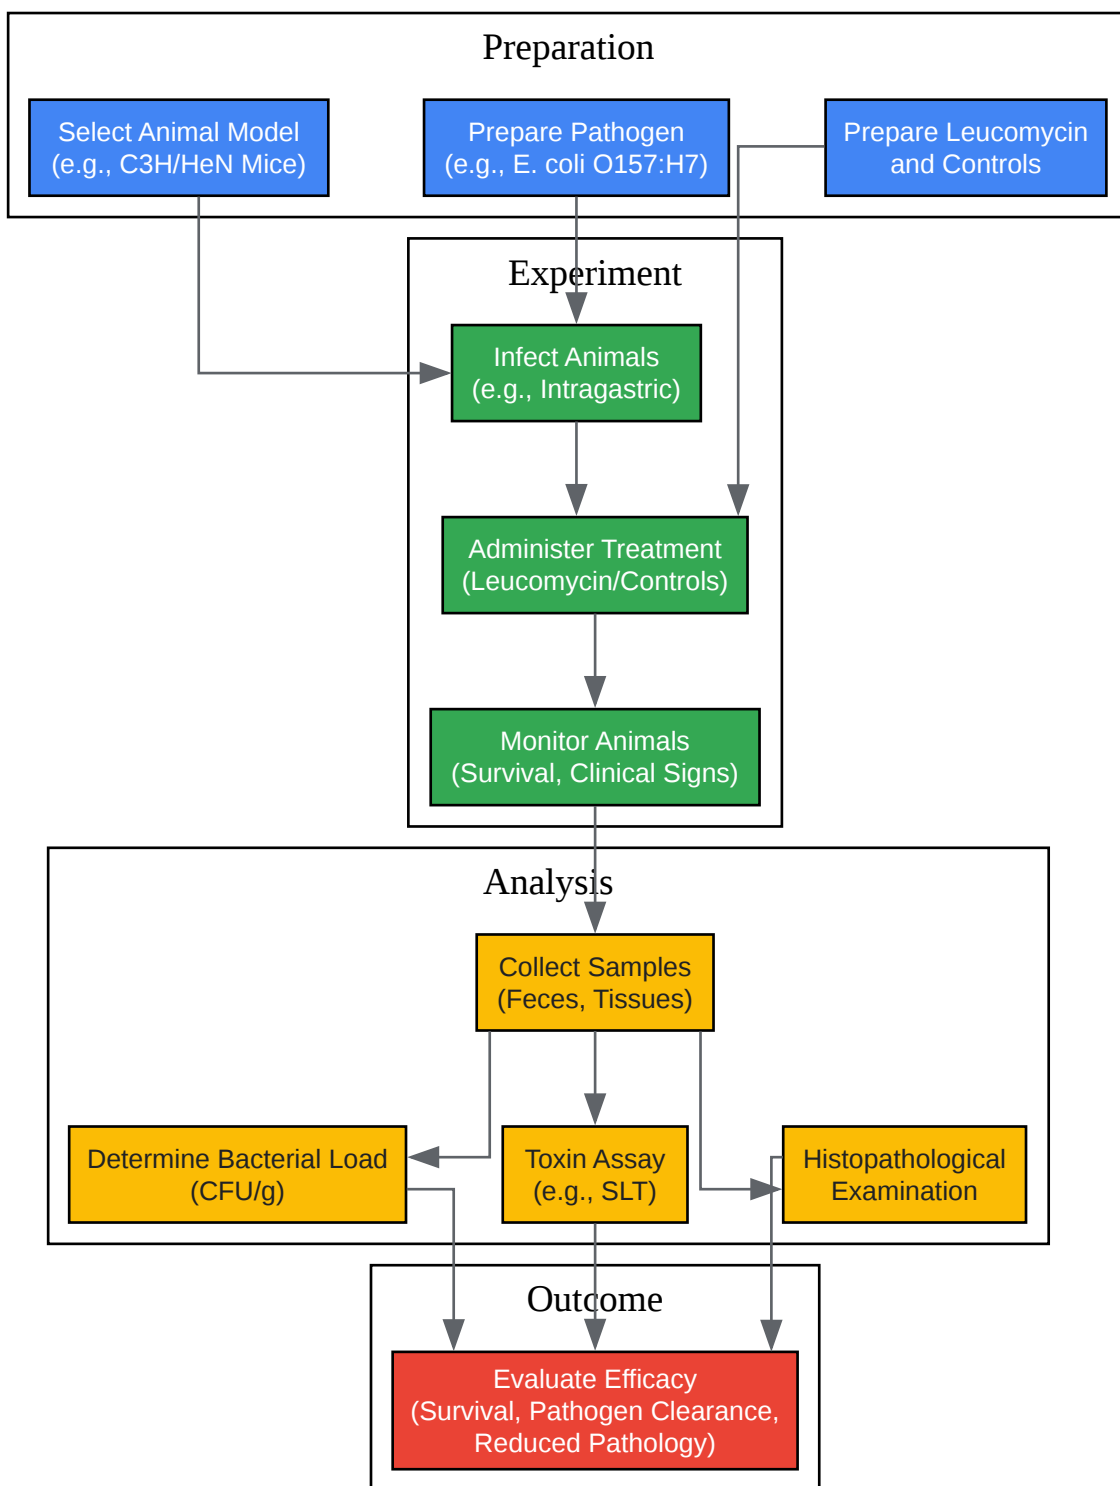 Preparation
Select Animal Model
(e.g., C3H/HeN Mice)
Prepare Pathogen
(e.g., E. coli O157:H7)
Prepare Leucomycin
and Controls
Experiment
Infect Animals
(e.g., Intragastric)
Administer Treatment
(Leucomycin/Controls)
Monitor Animals
(Survival, Clinical Signs)
Analysis
Collect Samples
(Feces, Tissues)
Determine Bacterial Load
(CFU/g)
Toxin Assay
(e.g., SLT)
Histopathological
Examination
Outcome
Evaluate Efficacy
(Survival, Pathogen Clearance,
Reduced Pathology)